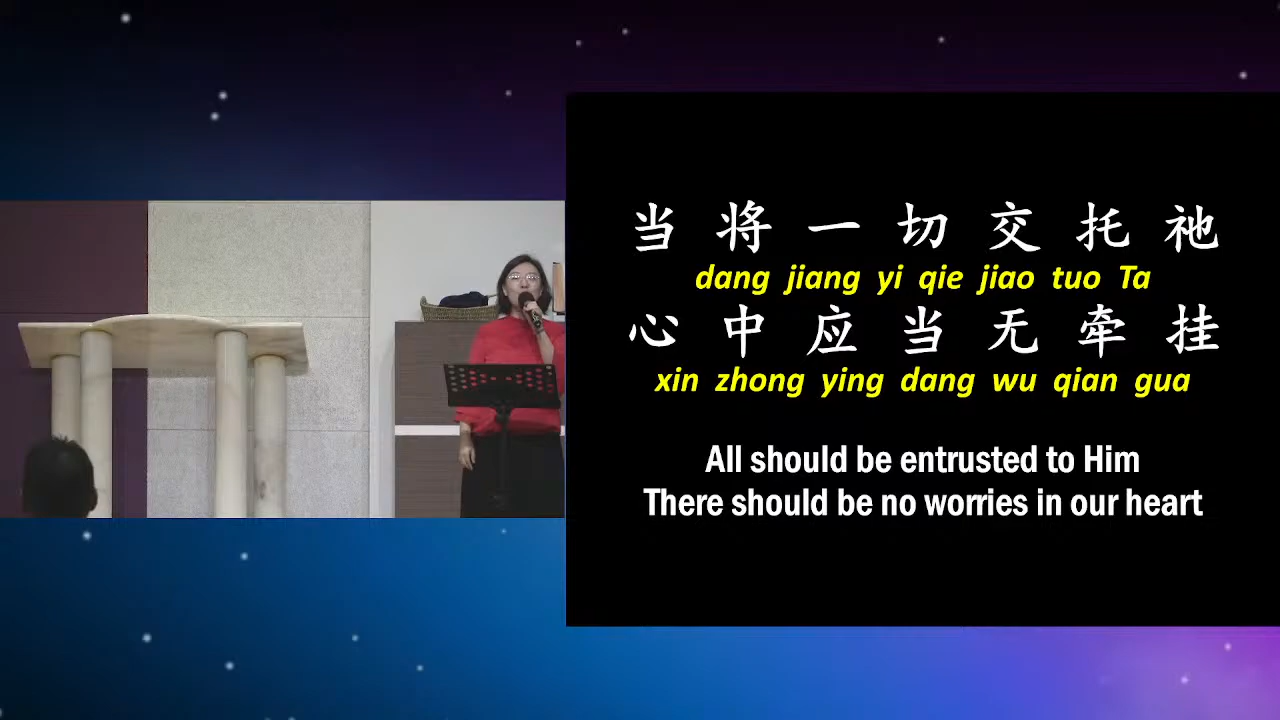 当 将 一 切 交 托 祂
dang jiang yi qie jiao tuo Ta
心 中 应 当 无 牵 挂
xin zhong ying dang wu qian gua
All should be entrusted to Him
There should be no worries in our heart